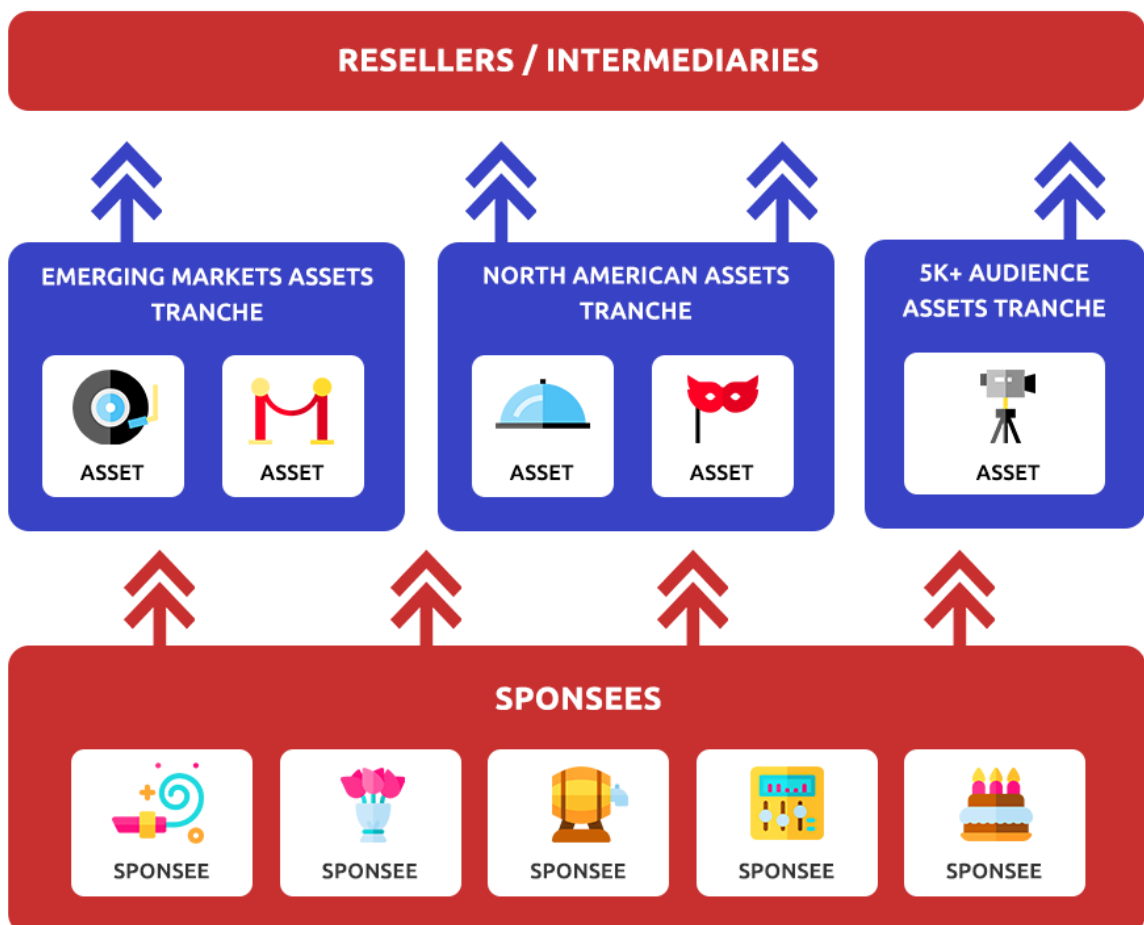 RESELLERS / INTERMEDIARIES
EMERGING MARKETS ASSETS
TRANCHE
ASSET
ASSET
NORTH AMERICAN ASSETS
TRANCHE
ASSET
ASSET
5K+ AUDIENCE
ASSETS TRANCHE
ASSET
SPONSEES
SPONSEE
SPONSEE
SPONSEE
SPONSEE
SPONSEE